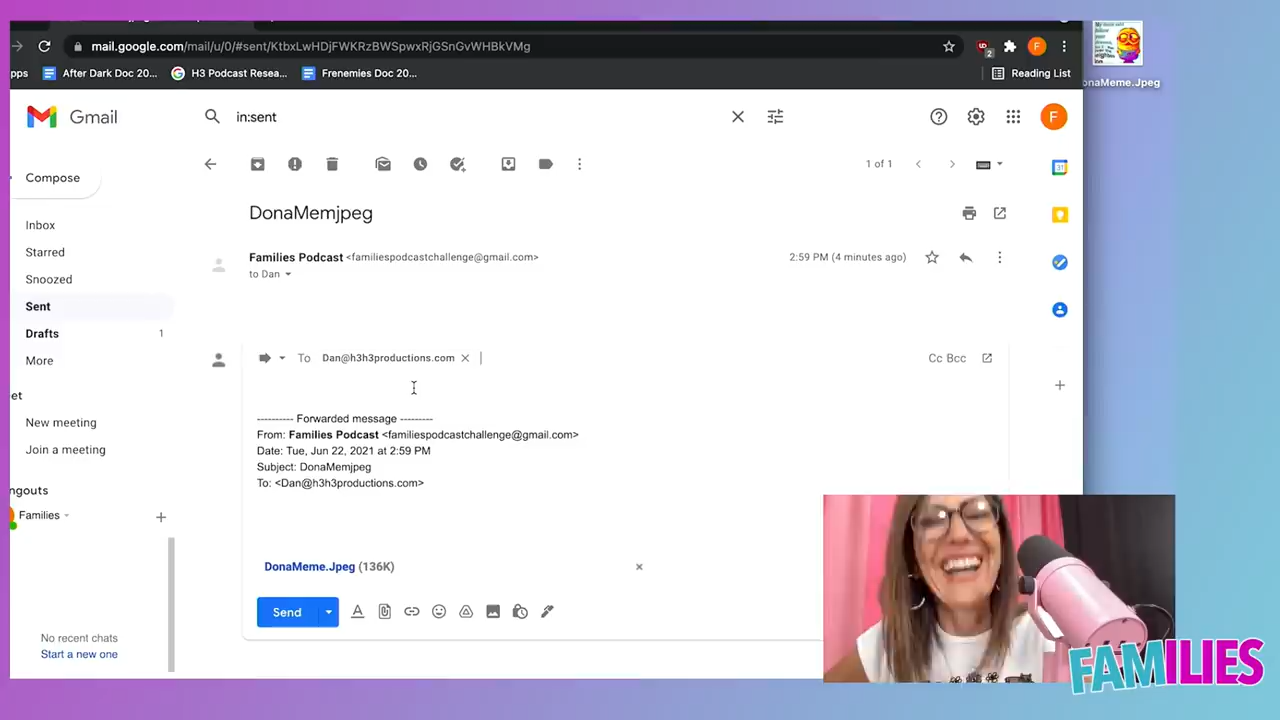 mail.google.com/mail/u/0/#sent/KtbxLwHDjFWKRzBWSG
2
pps After Dark Doc 20... H3 Podcast Resea... Frenemies Doc 20... Reading List
onaMeme.Jpeg
Gmail in:sent F
Compose
1 of 1
Inbox
DonaMemjpeg
Starred
Families Podcast <familiespodcastchallenge@gmail.com> 2:59 PM (4 minutes ago)
to Dan
Snoozed
Sent
Drafts 1
More
To Dan@h3h3productions.com Cc Bcc
---------- Forwarded message ---------
From: Families Podcast <familiespodcastchallenge@gmail.com>
Date: Tue, Jun 22, 2021 at 2:59 PM
Subject: DonaMemjpeg
To: <Dan@h3h3productions.com>
eet
New meeting
Join a meeting
ngouts
Families
DonaMeme.Jpeg (136K)
Send
No recent chats
Start a new one
FAMILIES